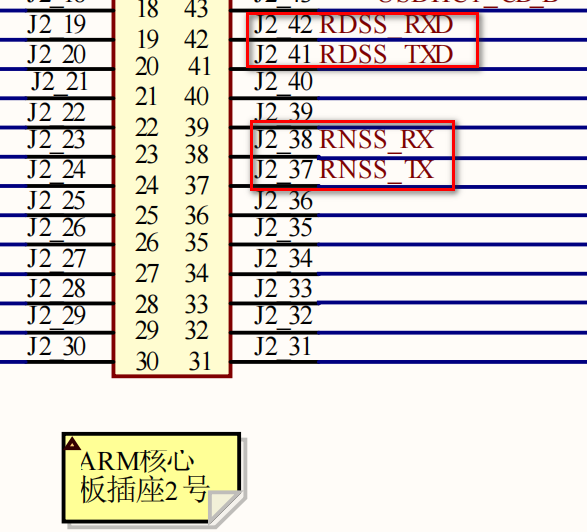 18 43
J2_19 J2_42 RDSS_RXD
19 42
J2_20 J2_41 RDSS_TXD
20 41
J2_21 J2_40
21 40
J2_22 J2_39
22 39
J2_23 J2_38 RNSS_RX
23 38
J2_24 J2_37 RNSS_TX
24 37
J2_25 J2_36
25 36
J2_26 J2_35
26 35
J2_27 J2_34
27 34
J2_28 J2_33
28 33
J2_29 J2_32
29 32
J2_30 J2_31
30 31
ARM核心
板插座2号